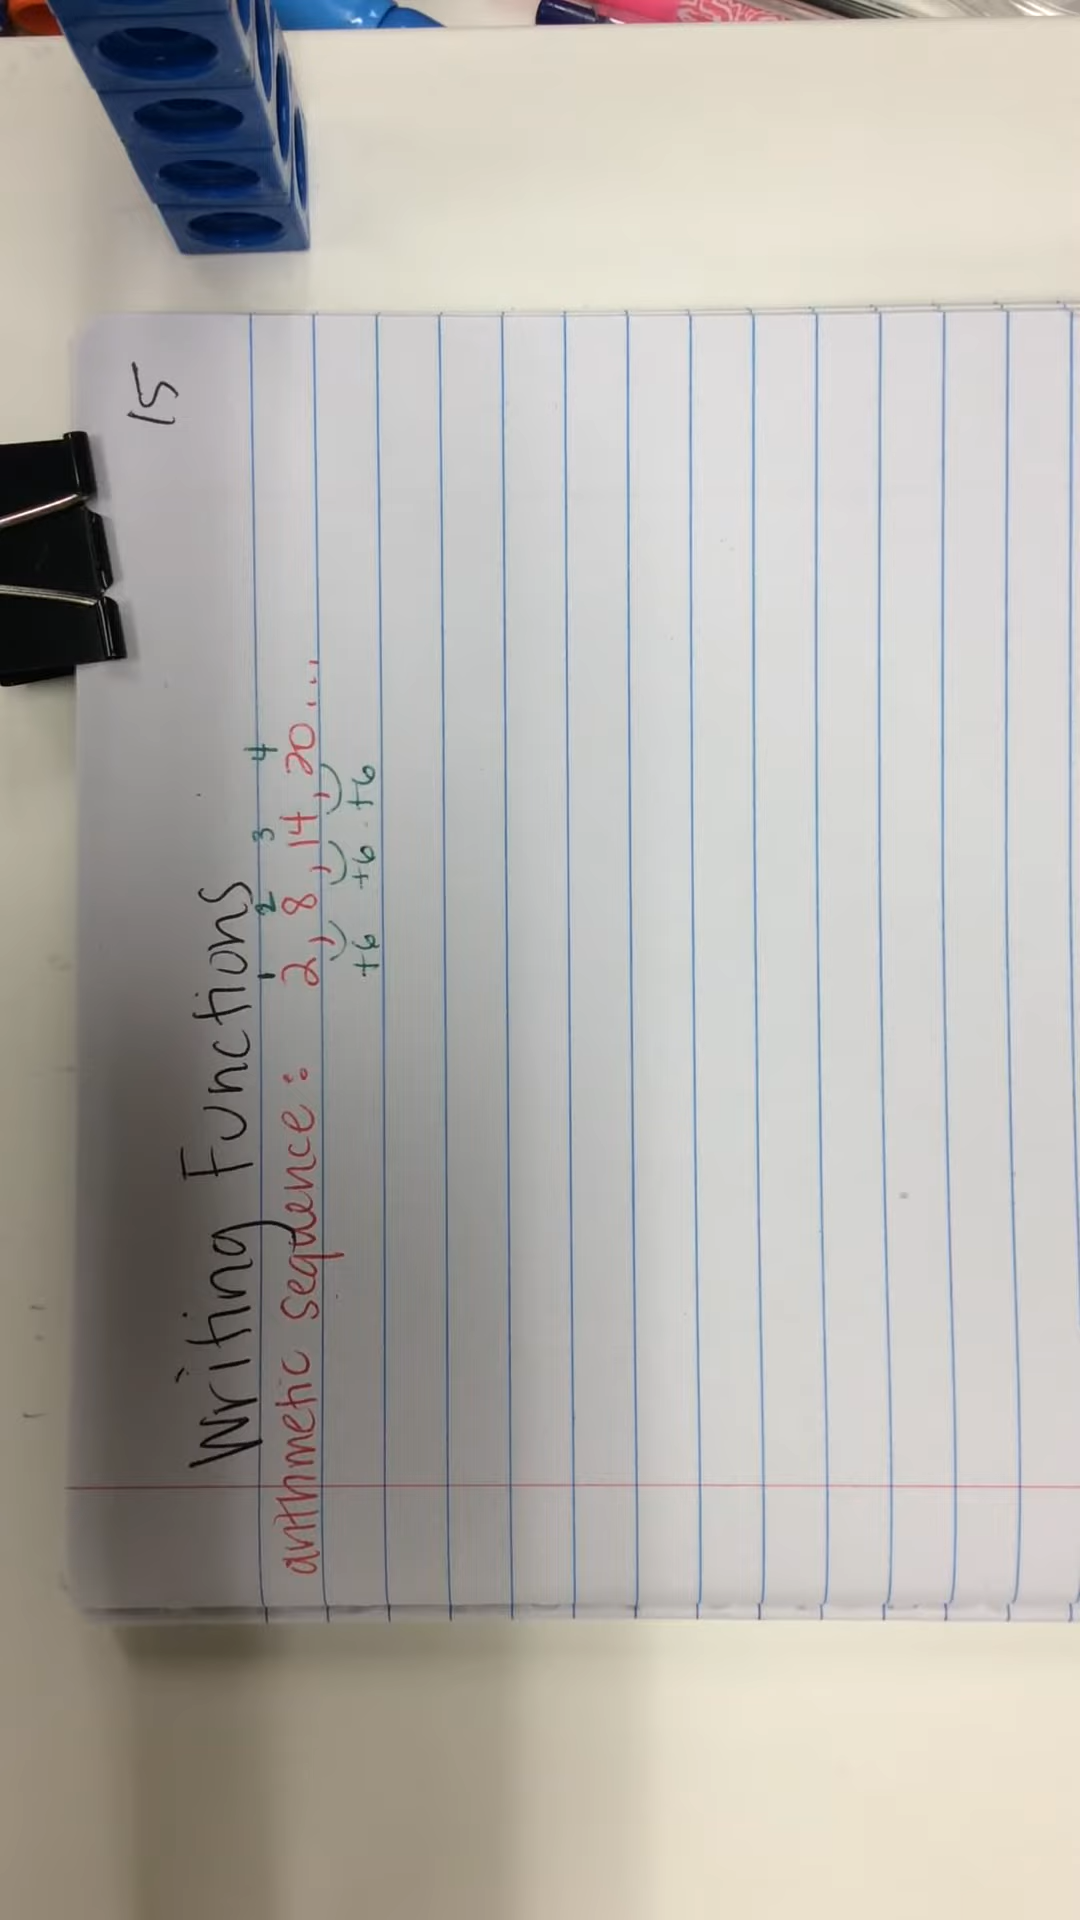 15
Writing Functions
1 2 3 4
arithmetic sequence: 2, 8, 14, 20...
+6 +6 +6